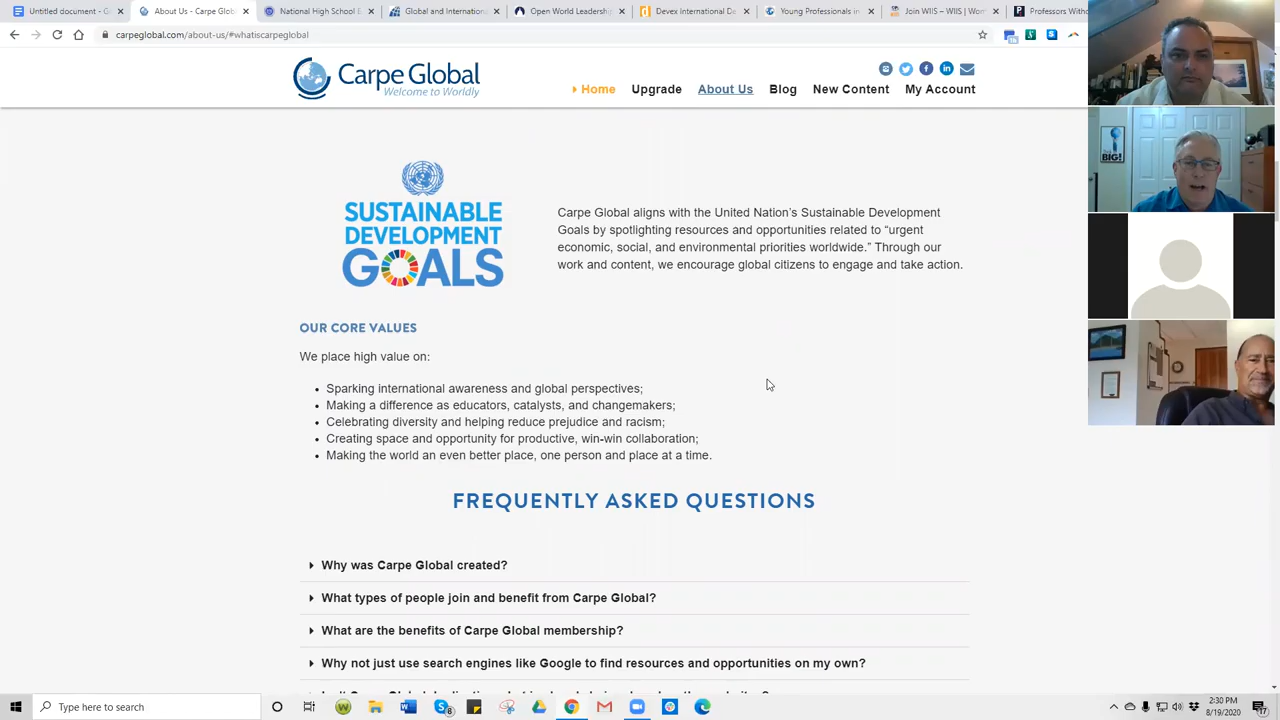 Untitled document - G
About Us - Carpe Glob
National High School E
Global and Internation
Open World Leadership
Devex International De
Young Professionals in
Join WIIS – WIIS | Wom
Professors Without
carpeglobal.com/about-us/#whatiscarpeglobal
Carpe Global
Welcome to Worldly
Home
Upgrade
About Us
Blog
New Content
My Account
BIG!
SUSTAINABLE
DEVELOPMENT
GOALS
Carpe Global aligns with the United Nation's Sustainable Development
Goals by spotlighting resources and opportunities related to “urgent
economic, social, and environmental priorities worldwide.” Through our
work and content, we encourage global citizens to engage and take action.
OUR CORE VALUES
We place high value on:
• Sparking international awareness and global perspectives;
• Making a difference as educators, catalysts, and changemakers;
• Celebrating diversity and helping reduce prejudice and racism;
• Creating space and opportunity for productive, win-win collaboration;
• Making the world an even better place, one person and place at a time.
FREQUENTLY ASKED QUESTIONS
Why was Carpe Global created?
What types of people join and benefit from Carpe Global?
What are the benefits of Carpe Global membership?
Why not just use search engines like Google to find resources and opportunities on my own?
Type here to search
2:30 PM
8/19/2020